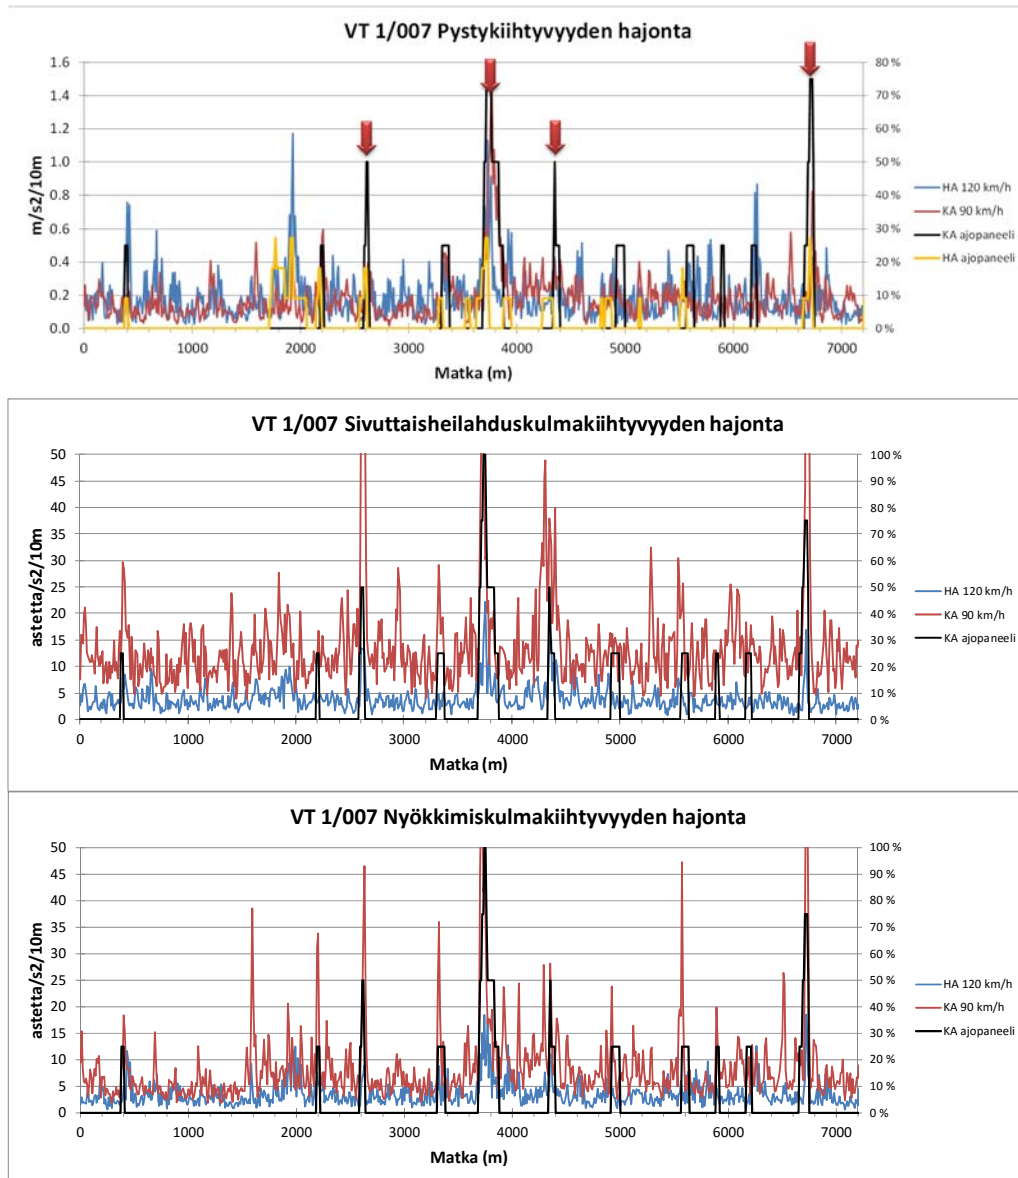 VT 1/007 Pystykiihtyvyyden hajonta
m/s2/10m
1.6
1.4
1.2
1.0
0.8
0.6
0.4
0.2
0.0
80 %
70 %
60 %
50 %
40 %
30 %
20 %
10 %
0 %
HA 120 km/h
KA 90 km/h
KA ajopaneeli
HA ajopaneeli
0 1000 2000 3000 4000 5000 6000 7000
Matka (m)
VT 1/007 Sivuttaisheilahduskulmakiihtyvyyden hajonta
astetta/s2/10m
50
45
40
35
30
25
20
15
10
5
0
100 %
90 %
80 %
70 %
60 %
50 %
40 %
30 %
20 %
10 %
0 %
HA 120 km/h
KA 90 km/h
KA ajopaneeli
0 1000 2000 3000 4000 5000 6000 7000
Matka (m)
VT 1/007 Nyökkimiskulmakiihtyvyyden hajonta
astetta/s2/10m
50
45
40
35
30
25
20
15
10
5
0
100 %
90 %
80 %
70 %
60 %
50 %
40 %
30 %
20 %
10 %
0 %
HA 120 km/h
KA 90 km/h
KA ajopaneeli
0 1000 2000 3000 4000 5000 6000 7000
Matka (m)